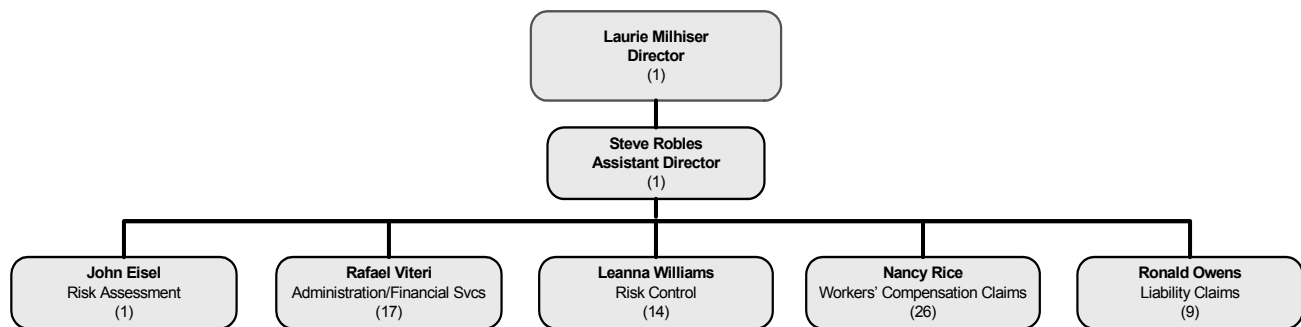 Laurie Milhiser
Director
(1)
Steve Robles
Assistant Director
(1)
John Eisel
Risk Assessment
(1)
Rafael Viteri
Administration/Financial Svcs
(17)
Leanna Williams
Risk Control
(14)
Nancy Rice
Workers’ Compensation Claims
(26)
Ronald Owens
Liability Claims
(9)